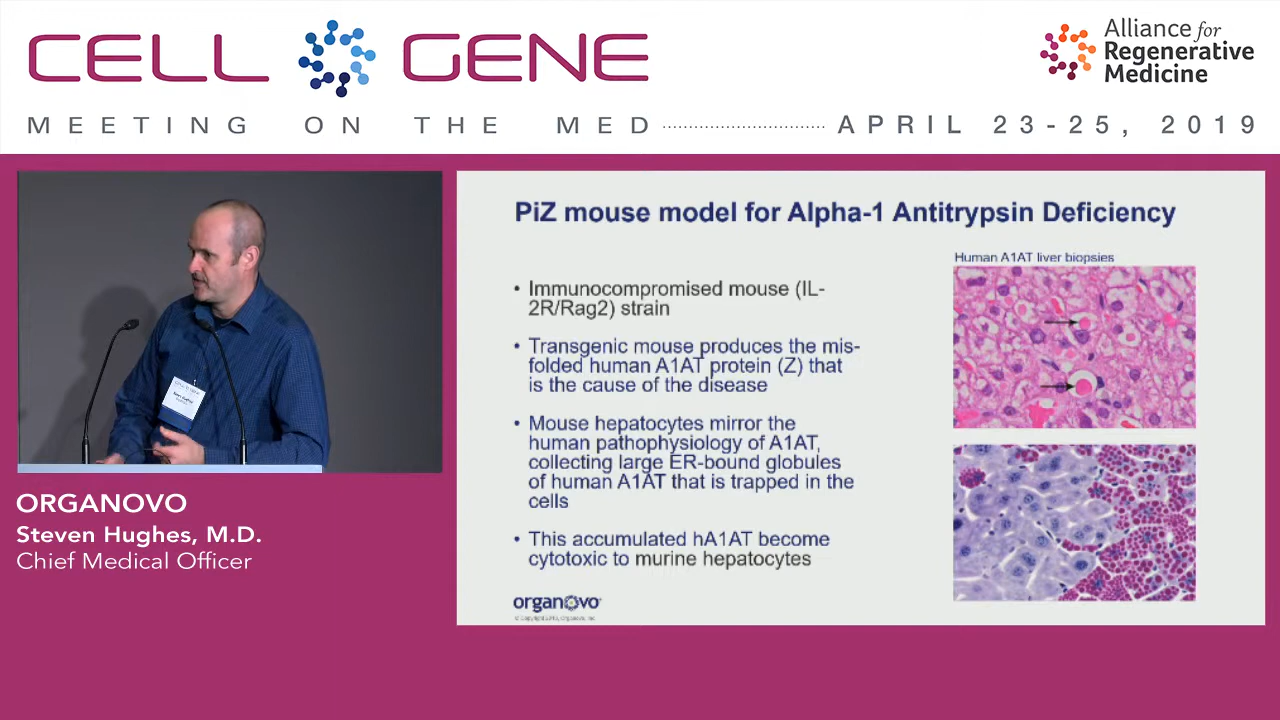 CELL GENE
Alliance for
Regenerative
Medicine
MEETING ON THE MED
APRIL 23-25, 2019
PiZ mouse model for Alpha-1 Antitrypsin Deficiency
Human A1AT liver biopsies
• Immunocompromised mouse (IL-
2R/Rag2) strain
• Transgenic mouse produces the mis-
folded human A1AT protein (Z) that
is the cause of the disease
• Mouse hepatocytes mirror the
human pathophysiology of A1AT,
collecting large ER-bound globules
of human A1AT that is trapped in the
cells
• This accumulated hA1AT become
cytotoxic to murine hepatocytes
organovo
ORGANOVO
Steven Hughes, M.D.
Chief Medical Officer